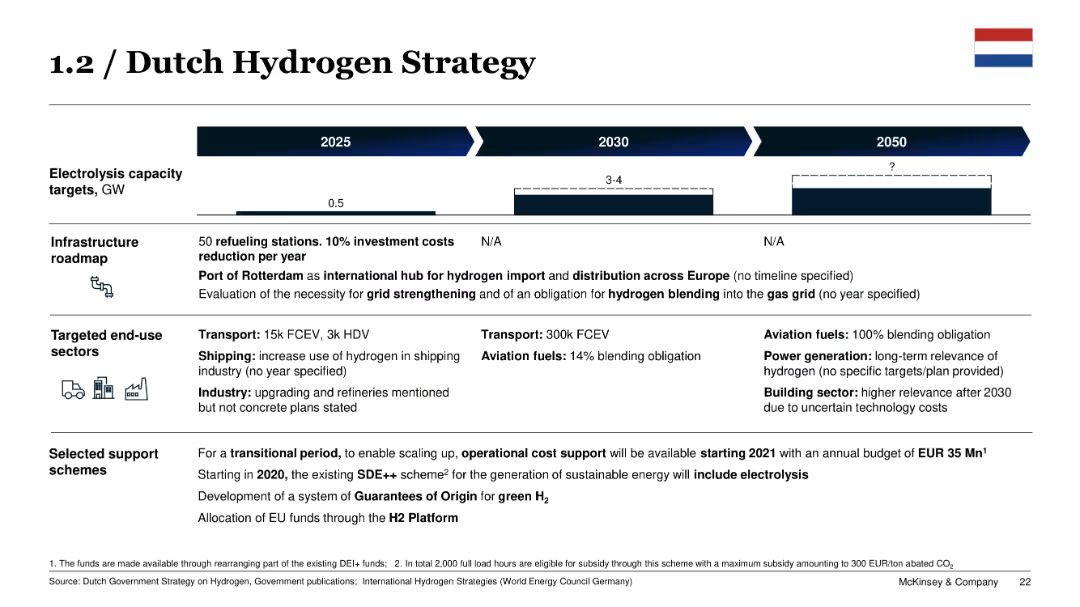 1.2 / Dutch Hydrogen Strategy
2025
2030
2050
Electrolysis capacity
targets, GW
0.5
3-4
?
Infrastructure
roadmap
50 refueling stations. 10% investment costs
reduction per year
N/A
N/A
Port of Rotterdam as international hub for hydrogen import and distribution across Europe (no timeline specified)
Evaluation of the necessity for grid strengthening and of an obligation for hydrogen blending into the gas grid (no year specified)
Targeted end-use
sectors
Transport: 15k FCEV, 3k HDV
Shipping: increase use of hydrogen in shipping
industry (no year specified)
Industry: upgrading and refineries mentioned
but not concrete plans stated
Transport: 300k FCEV
Aviation fuels: 14% blending obligation
Aviation fuels: 100% blending obligation
Power generation: long-term relevance of
hydrogen (no specific targets/plan provided)
Building sector: higher relevance after 2030
due to uncertain technology costs
Selected support
schemes
For a transitional period, to enable scaling up, operational cost support will be available starting 2021 with an annual budget of EUR 35 Mn¹
Starting in 2020, the existing SDE++ scheme² for the generation of sustainable energy will include electrolysis
Development of a system of Guarantees of Origin for green H₂
Allocation of EU funds through the H2 Platform
1. The funds are made available through rearranging part of the existing DEI+ funds; 2. In total 2,000 full load hours are eligible for subsidy through this scheme with a maximum subsidy amounting to 300 EUR/ton abated CO₂
Source: Dutch Government Strategy on Hydrogen, Government publications; International Hydrogen Strategies (World Energy Council Germany)
McKinsey & Company 22